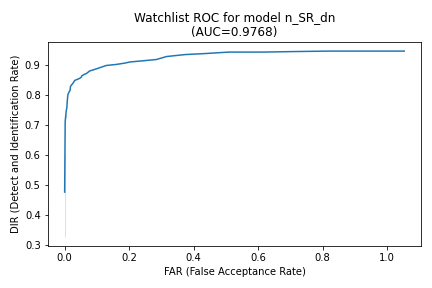 Watchlist ROC for model n_SR_dn
(AUC=0.9768)
DIR (Detect and Identification Rate)
0.9
0.8
0.7
0.6
0.5
0.4
0.3
0.0 0.2 0.4 0.6 0.8 1.0
FAR (False Acceptance Rate)